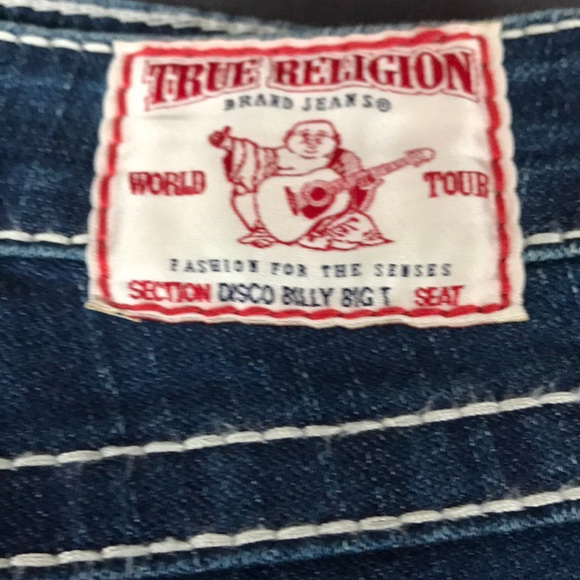 TRUE RELIGION
BRAND JEANS®
WORLD TOUR
FASHION FOR THE SENSES
SECTION DISCO BILLY BIG T SEAT